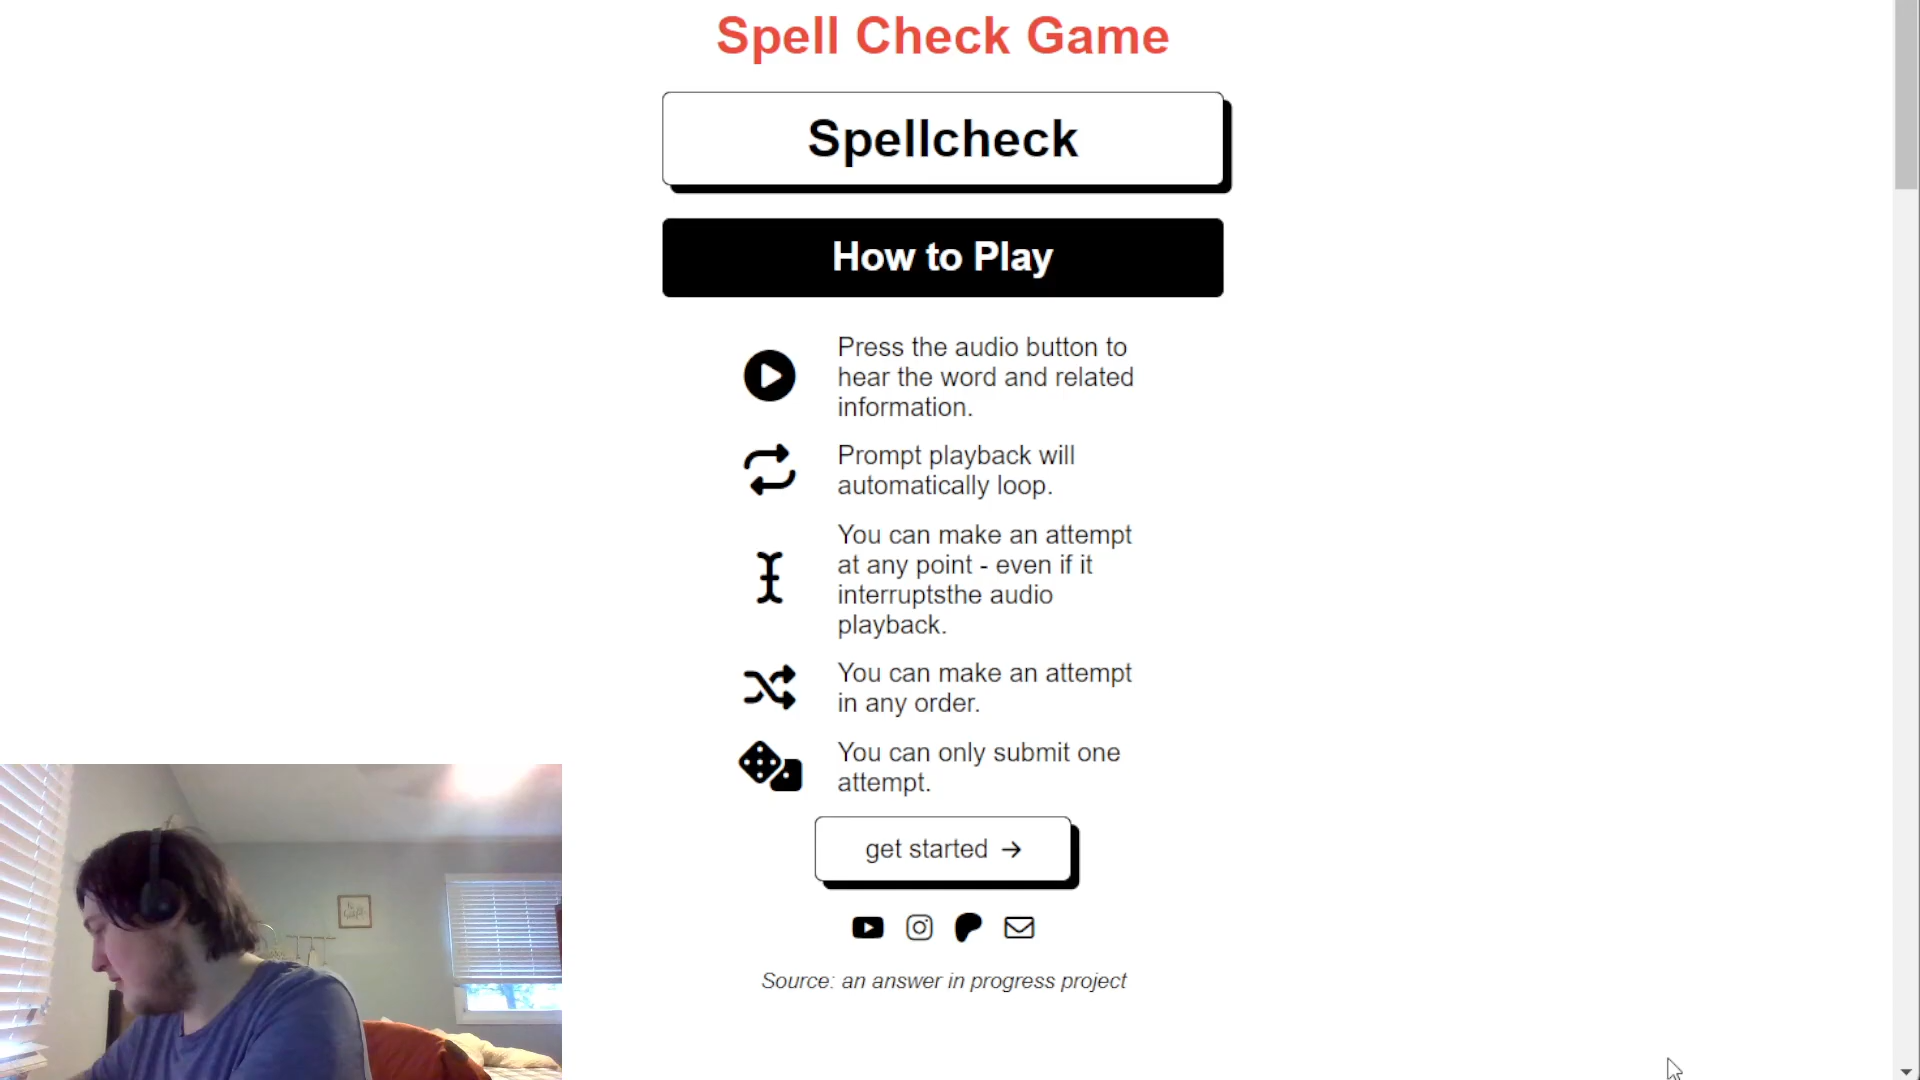 Spell Check Game
Spellcheck
How to Play
Press the audio button to
hear the word and related
information.
Prompt playback will
automatically loop.
You can make an attempt
at any point - even if it
interruptsthe audio
playback.
You can make an attempt
in any order.
You can only submit one
attempt.
get started →
Source: an answer in progress project